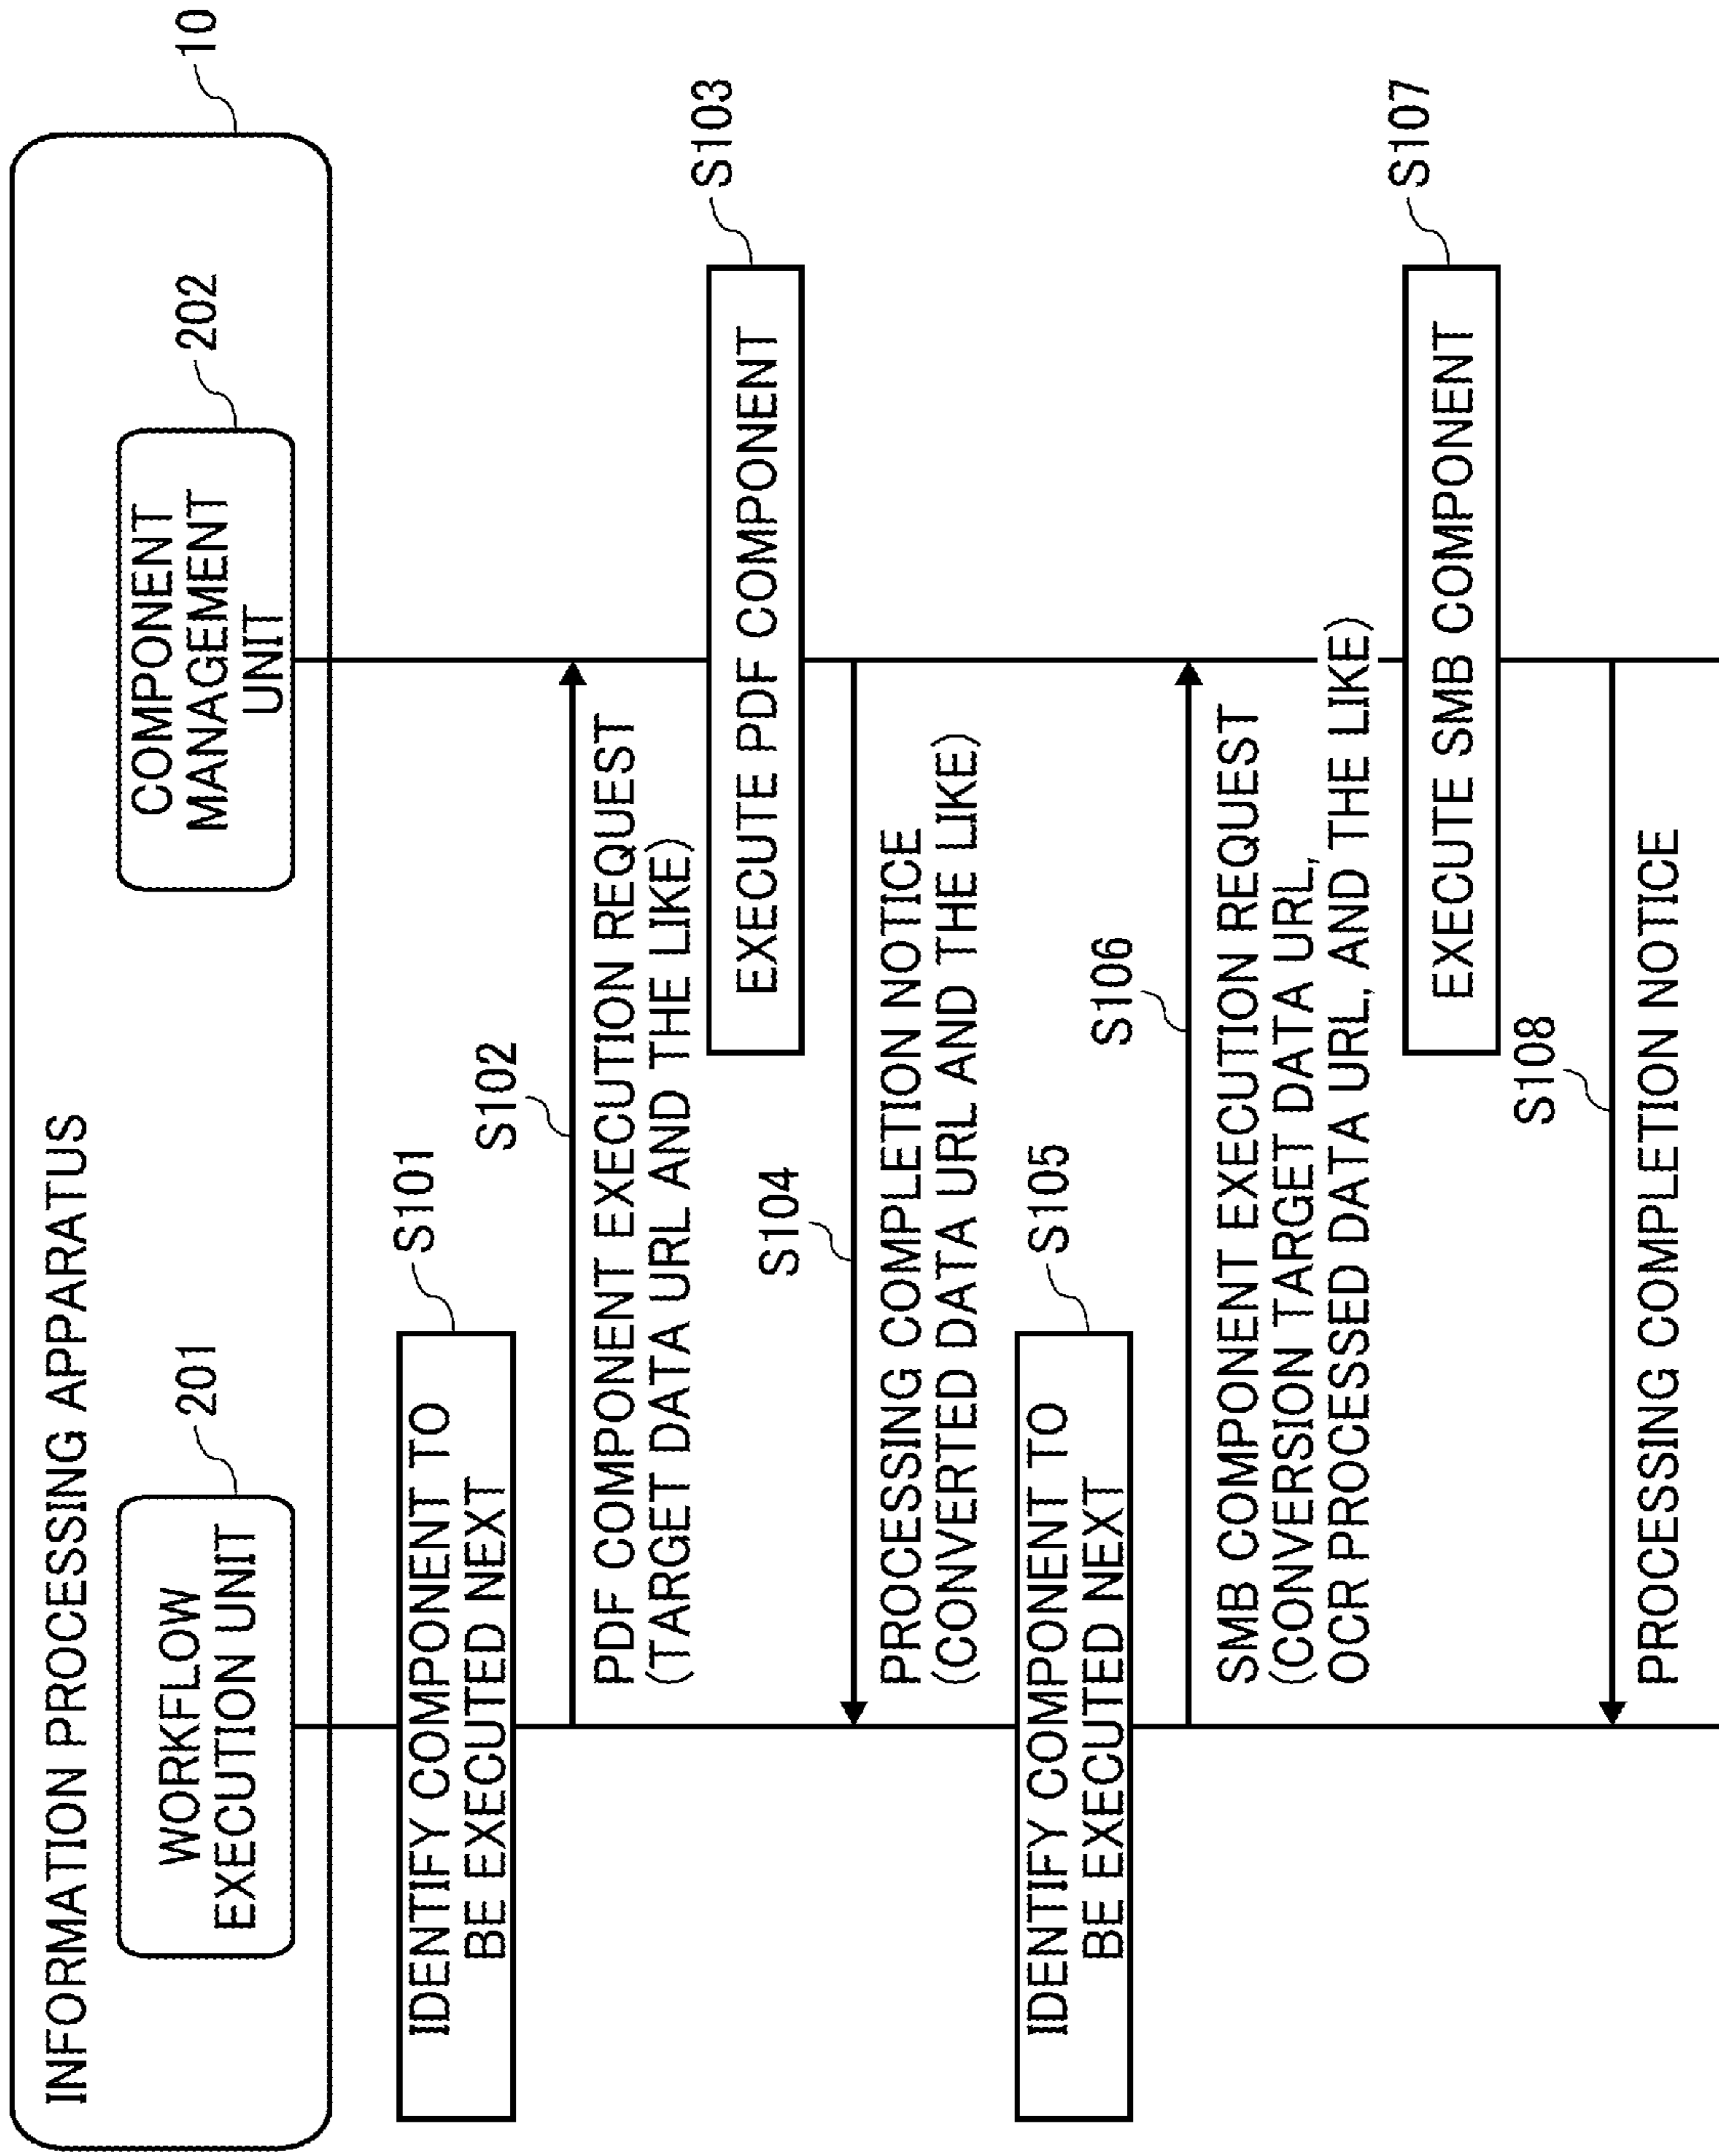 INFORMATION PROCESSING APPARATUS
10
WORKFLOW
EXECUTION UNIT
201
COMPONENT
MANAGEMENT
UNIT
202
S101
IDENTIFY COMPONENT TO
BE EXECUTED NEXT
S102
PDF COMPONENT EXECUTION REQUEST
(TARGET DATA URL AND THE LIKE)
S103
EXECUTE PDF COMPONENT
S104
PROCESSING COMPLETION NOTICE
(CONVERTED DATA URL AND THE LIKE)
S105
IDENTIFY COMPONENT TO
BE EXECUTED NEXT
S106
SMB COMPONENT EXECUTION REQUEST
(CONVERSION TARGET DATA URL,
OCR PROCESSED DATA URL, AND THE LIKE)
S107
EXECUTE SMB COMPONENT
S108
PROCESSING COMPLETION NOTICE